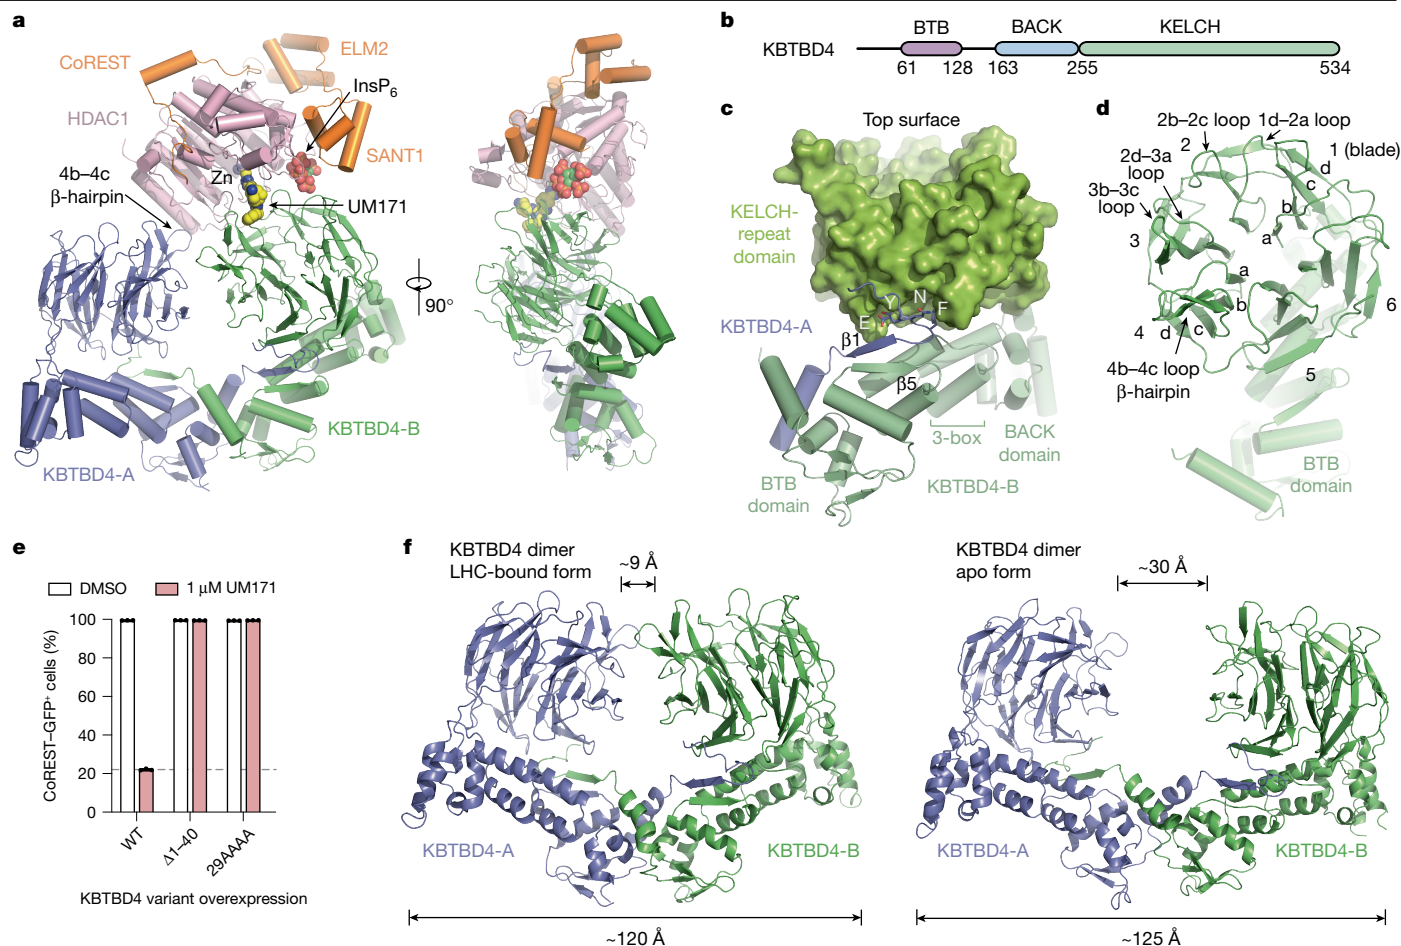 a
CoREST
ELM2
InsP6
HDAC1
SANT1
Zn
4b–4c
β-hairpin
UM171
90°
KBTBD4-B
KBTBD4-A
b
KBTBD4
BTB
BACK
KELCH
61
128
163
255
534
c
Top surface
KELCH-
repeat
domain
Y
N
E
F
KBTBD4-A
β1
β5
3-box
BACK
domain
BTB
domain
KBTBD4-B
d
2b–2c loop
1d–2a loop
2
1 (blade)
2d–3a
loop
d
c
3b–3c
loop
b
3
a
a
b
6
4
d
c
4b–4c loop
β-hairpin
5
BTB
domain
e
DMSO
1 μM UM171
CoREST–GFP+ cells (%)
100
80
60
40
20
0
WT
Δ1–40
29AAAA
KBTBD4 variant overexpression
f
KBTBD4 dimer
LHC-bound form
~9 Å
KBTBD4 dimer
apo form
~30 Å
KBTBD4-A
KBTBD4-B
KBTBD4-A
KBTBD4-B
~120 Å
~125 Å